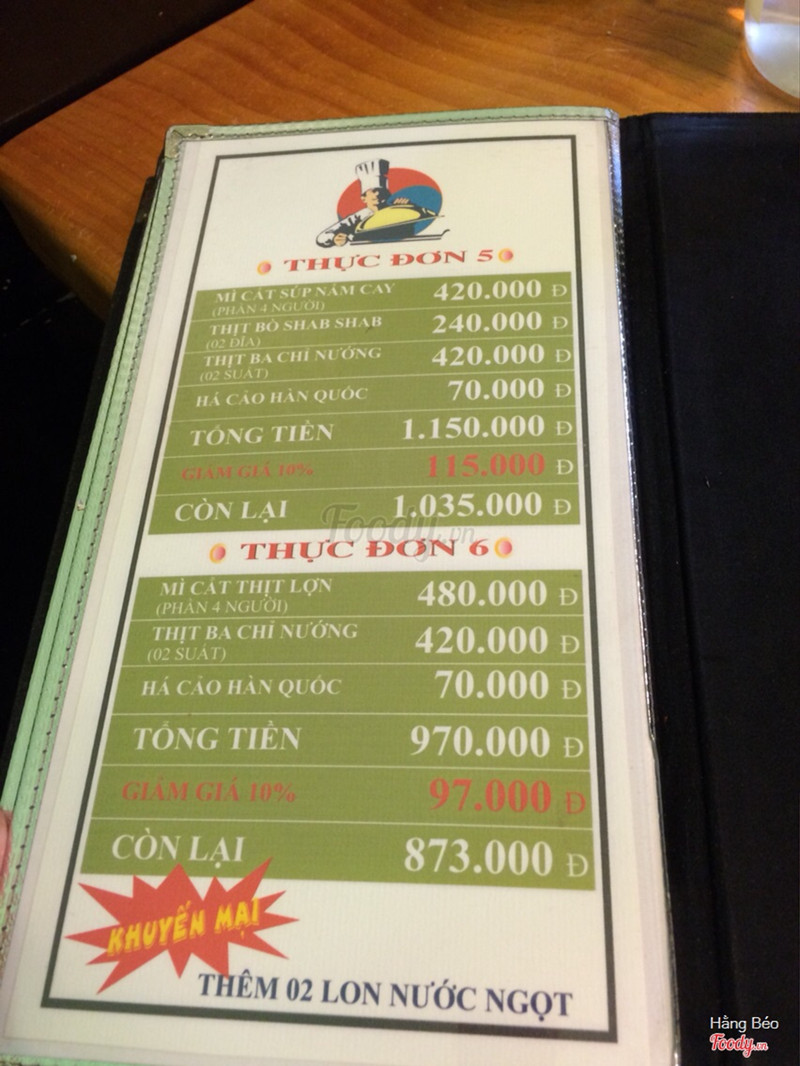 THỰC ĐƠN 5
MÌ CẮT SÚP NẤM CAY 420.000 Đ
(PHẦN 4 NGƯỜI)
THỊT BÒ SHAB SHAB 240.000 Đ
(02 ĐĨA)
THỊT BA CHỈ NƯỚNG 420.000 Đ
(02 SUẤT)
HÁ CẢO HÀN QUỐC 70.000 Đ
TỔNG TIỀN 1.150.000 Đ
GIẢM GIÁ 10% 115.000 Đ
CÒN LẠI 1.035.000 Đ
Foody.vn
THỰC ĐƠN 6
MÌ CẮT THỊT LỢN 480.000 Đ
(PHẦN 4 NGƯỜI)
THỊT BA CHỈ NƯỚNG 420.000 Đ
(02 SUẤT)
HÁ CẢO HÀN QUỐC 70.000 Đ
TỔNG TIỀN 970.000 Đ
GIẢM GIÁ 10% 97.000 Đ
CÒN LẠI 873.000 Đ
KHUYẾN MẠI
THÊM 02 LON NƯỚC NGỌT
Hằng Béo
Foody.vn